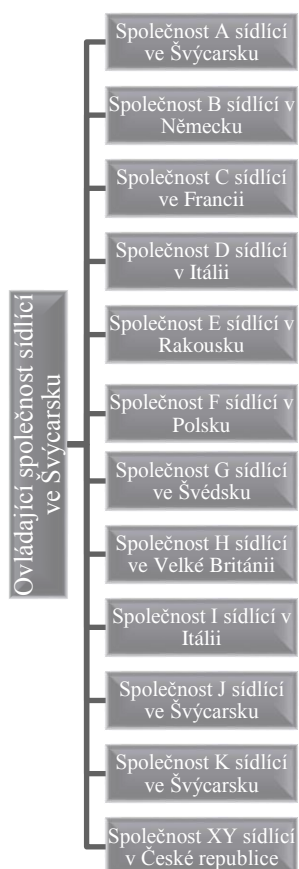 Ovládající společnost sídlící
ve Švýcarsku
Společnost A sídlící
ve Švýcarsku
Společnost B sídlící v
Německu
Společnost C sídlící
ve Francii
Společnost D sídlící
v Itálii
Společnost E sídlící v
Rakousku
Společnost F sídlící v
Polsku
Společnost G sídlící
ve Švédsku
Společnost H sídlící
ve Velké Británii
Společnost I sídlící v
Itálii
Společnost J sídlící
ve Švýcarsku
Společnost K sídlící
ve Švýcarsku
Společnost XY sídlící
v České republice